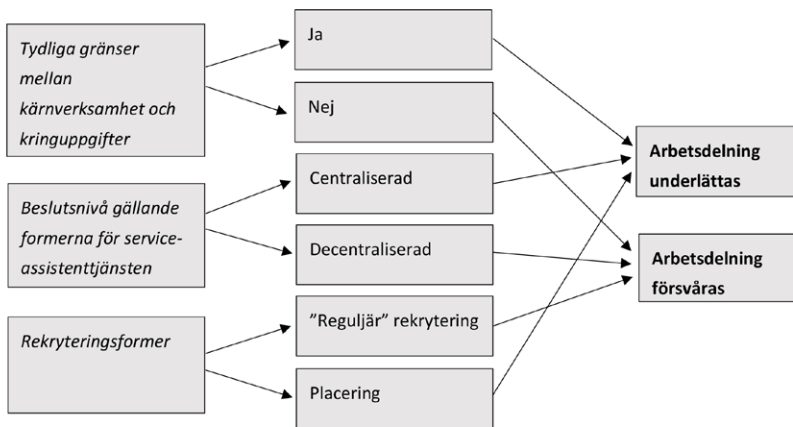 Tydliga gränser
mellan
kärnverksamhet och
kringuppgifter
Ja
Nej
Beslutsnivå gällande
formerna för service-
assistenttjänsten
Centraliserad
Decentraliserad
Rekryteringsformer
”Reguljär” rekrytering
Placering
Arbetsdelning
underlättas
Arbetsdelning
försvåras